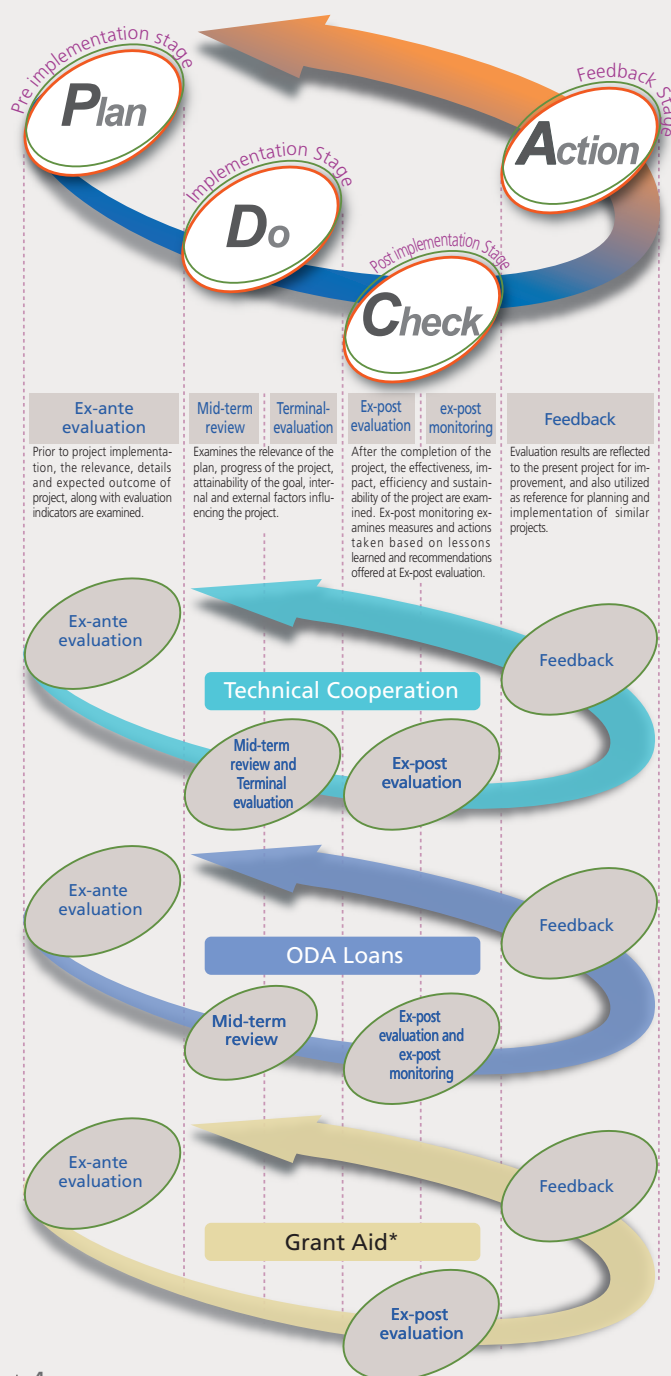 Pre implementation stage
Plan
Feedback Stage
Action
Implementation Stage
Do
Post implementation Stage
Check
Ex-ante
evaluation
Prior to project implementa-
tion, the relevance, details
and expected outcome of
project, along with evaluation
indicators are examined.
Mid-term
review
Terminal-
evaluation
Examines the relevance of the
plan, progress of the project,
attainability of the goal, inter-
nal and external factors influ-
encing the project.
Ex-post
evaluation
ex-post
monitoring
After the completion of the
project, the effectiveness, im-
pact, efficiency and sustain-
ability of the project are exam-
ined. Ex-post monitoring ex-
amines measures and actions
taken based on lessons
learned and recommendations
offered at Ex-post evaluation.
Feedback
Evaluation results are reflected
to the present project for im-
provement, and also utilized
as reference for planning and
implementation of similar
projects.
Ex-ante
evaluation
Feedback
Technical Cooperation
Mid-term
review and
Terminal
evaluation
Ex-post
evaluation
Ex-ante
evaluation
Feedback
ODA Loans
Mid-term
review
Ex-post
evaluation and
ex-post
monitoring
Ex-ante
evaluation
Feedback
Grant Aid*
Ex-post
evaluation